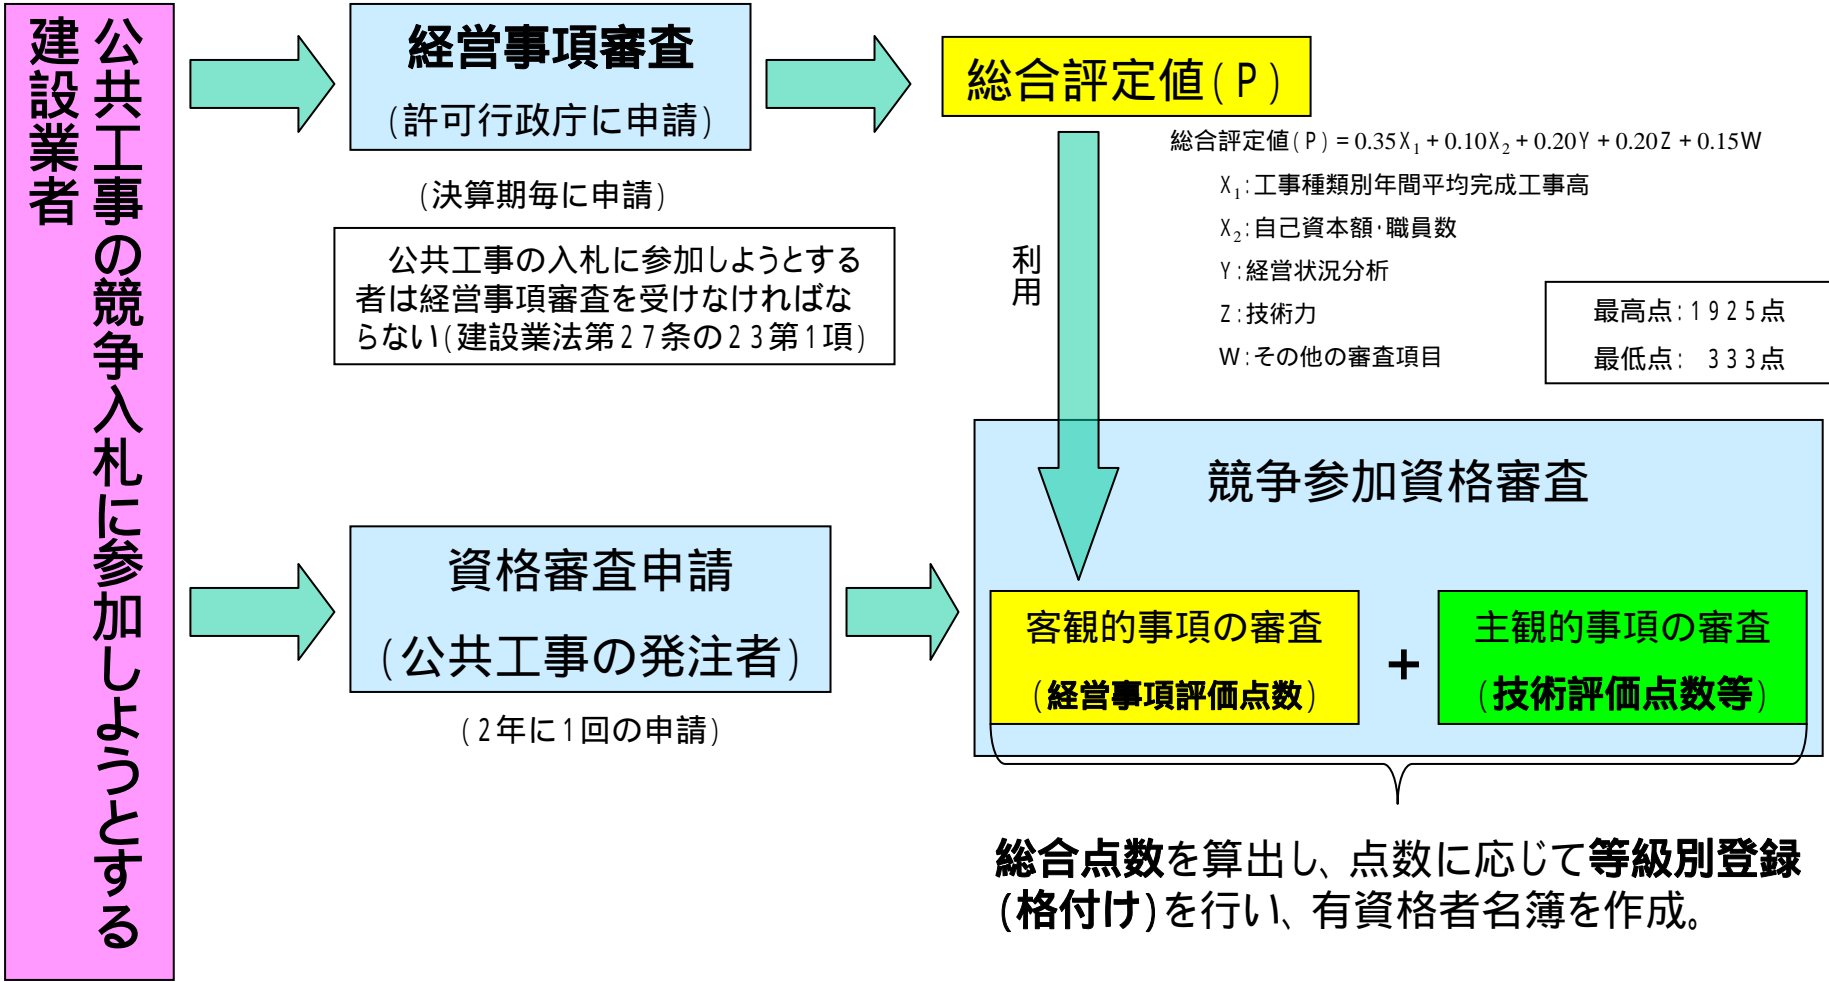 公共工事の競争入札に参加しようとする
建設業者
経営事項審査
(許可行政庁に申請)
(決算期毎に申請)
公共工事の入札に参加しようとする
者は経営事項審査を受けなければな
らない(建設業法第27条の23第1項)
総合評定値(P)
総合評定値(P) = 0.35X₁ + 0.10X₂ + 0.20Y + 0.20Z + 0.15W
X₁:工事種類別年間平均完成工事高
X₂:自己資本額・職員数
Y:経営状況分析
Z:技術力
W:その他の審査項目
最高点:1925点
最低点: 333点
利用
資格審査申請
(公共工事の発注者)
(2年に1回の申請)
競争参加資格審査
客観的事項の審査
(経営事項評価点数)
+
主観的事項の審査
(技術評価点数等)
総合点数を算出し、点数に応じて等級別登録
(格付け)を行い、有資格者名簿を作成。